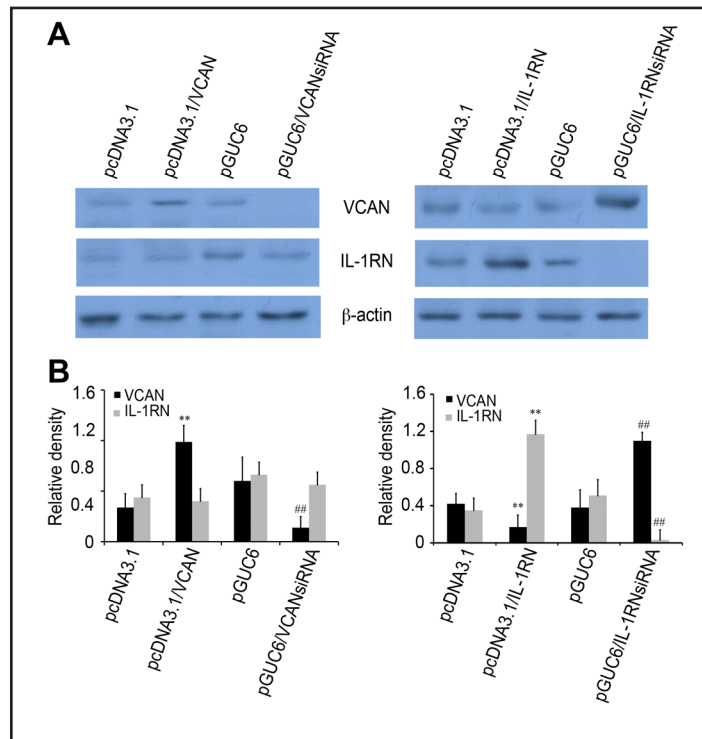 A
pcDNA3.1
pcDNA3.1/VCAN
pGUC6
pGUC6/VCANsiRNA
pcDNA3.1
pcDNA3.1/IL-1RN
pGUC6
pGUC6/IL-1RNsiRNA
VCAN
IL-1RN
β-actin
B
Relative density
1.6
1.2
0.8
0.4
0
VCAN
IL-1RN
**
##
pcDNA3.1
pcDNA3.1/VCAN
pGUC6
pGUC6/VCANsiRNA
Relative density
1.6
1.2
0.8
0.4
0
VCAN
IL-1RN
**
**
##
##
pcDNA3.1
pcDNA3.1/IL-1RN
pGUC6
pGUC6/IL-1RNsiRNA